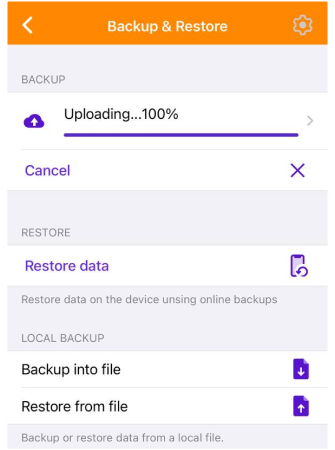 Backup & Restore
BACKUP
Uploading...100%
Cancel
RESTORE
Restore data
Restore data on the device unsing online backups
LOCAL BACKUP
Backup into file
Restore from file
Backup or restore data from a local file.